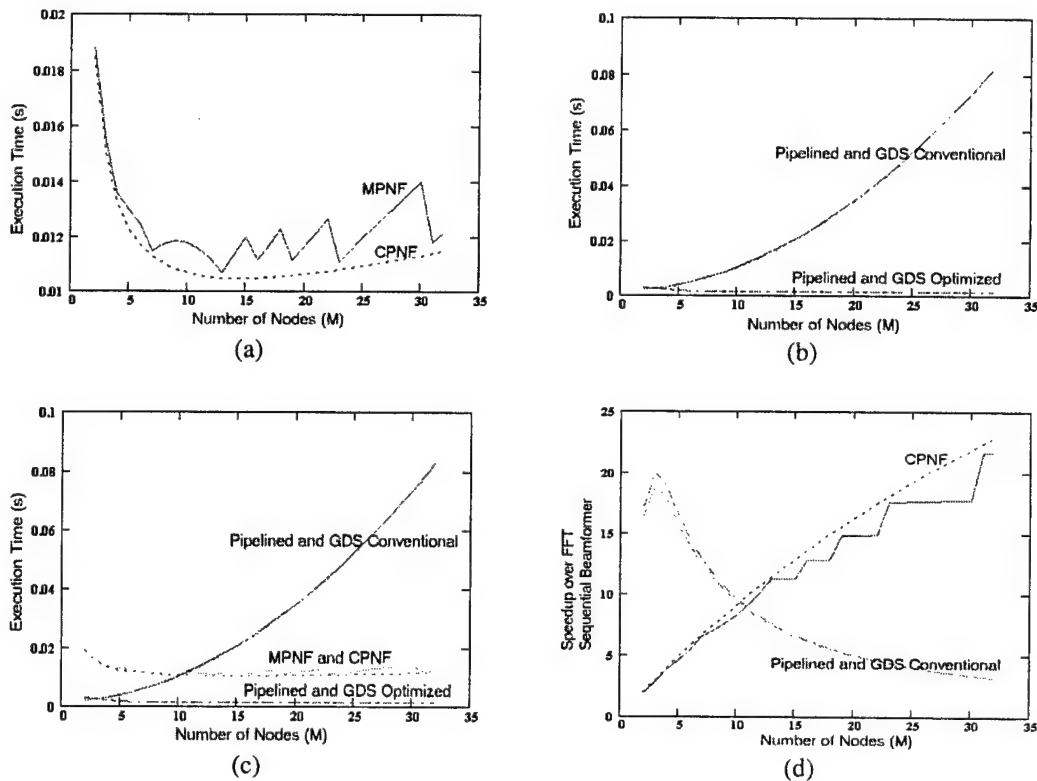 0.02
0.018
0.016
0.014
0.012
0.01
Execution Time (s)
MPNF
CPNF
0 5 10 15 20 25 30 35
Number of Nodes (M)
(a)
0.1
0.08
0.06
0.04
0.02
0
Execution Time (s)
Pipelined and GDS Conventional
Pipelined and GDS Optimized
0 5 10 15 20 25 30 35
Number of Nodes (M)
(b)
0.1
0.08
0.06
0.04
0.02
0
Execution Time (s)
Pipelined and GDS Conventional
MPNF and CPNF
Pipelined and GDS Optimized
0 5 10 15 20 25 30 35
Number of Nodes (M)
(c)
25
20
15
10
5
0
Speedup over FFT
Sequential Beamformer
CPNF
Pipelined and GDS Conventional
0 5 10 15 20 25 30 35
Number of Nodes (M)
(d)